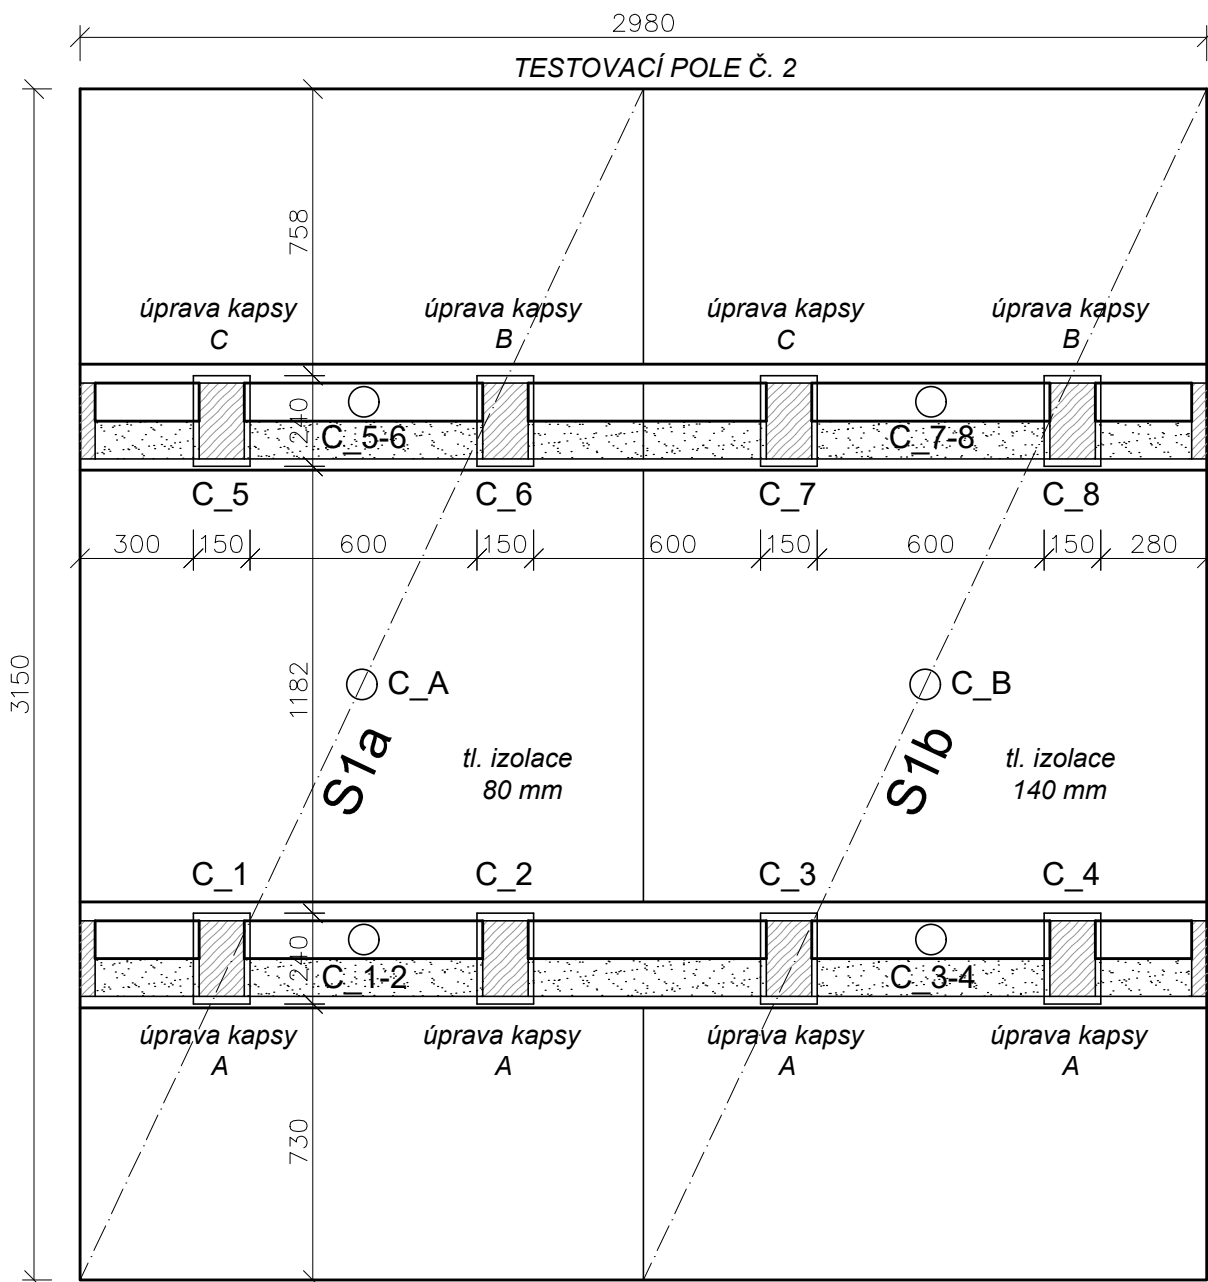 2980
TESTOVACÍ POLE Č. 2
758
úprava kapsy
C
úprava kapsy
B
úprava kapsy
C
úprava kapsy
B
240
C_5-6
C_7-8
C_5
C_6
C_7
C_8
300
150
600
150
600
150
600
150
280
3150
1182
C_A
C_B
S1a
tl. izolace
80 mm
S1b
tl. izolace
140 mm
C_1
C_2
C_3
C_4
240
C_1-2
C_3-4
úprava kapsy
A
úprava kapsy
A
úprava kapsy
A
úprava kapsy
A
730